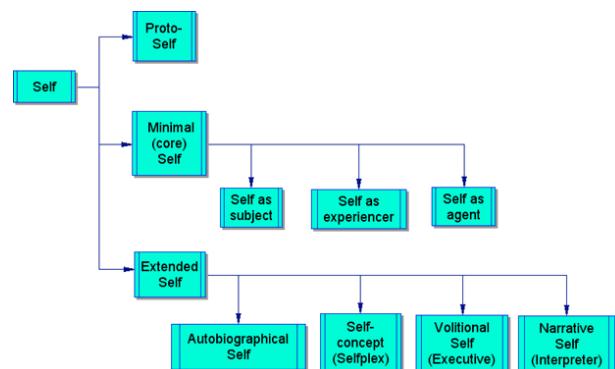 Proto-
Self
Self
Minimal
(core)
Self
Self as
subject
Self as
experiencer
Self as
agent
Extended
Self
Autobiographical
Self
Self-
concept
(Selfplex)
Volitional
Self
(Executive)
Narrative
Self
(Interpreter)